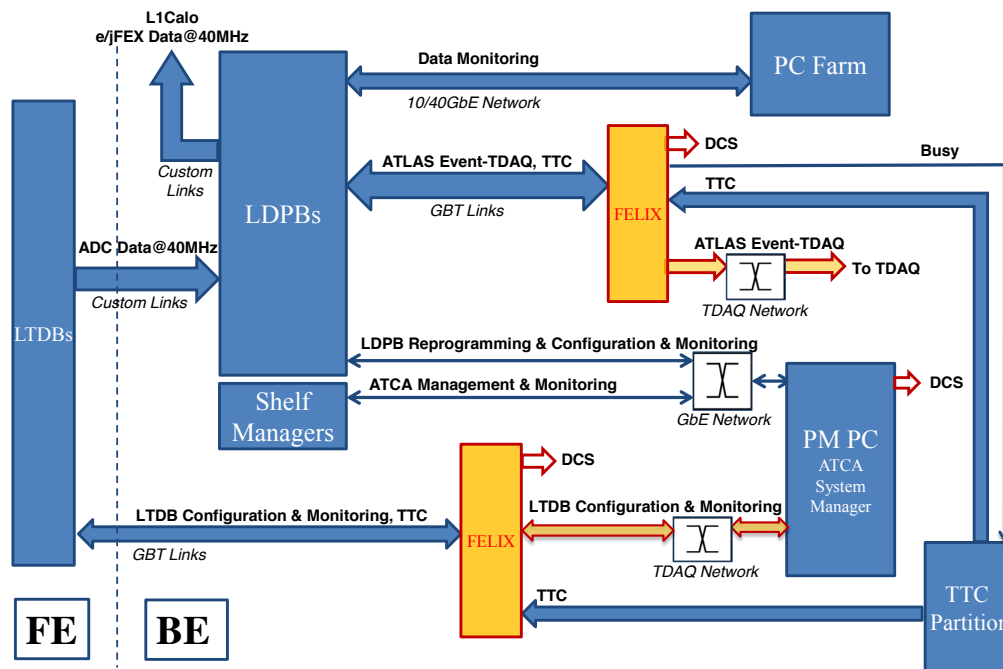 L1Calo
e/jFEX Data@40MHz
Data Monitoring
10/40GbE Network
PC Farm
DCS
Busy
Custom
Links
ATLAS Event-TDAQ, TTC
GBT Links
LDPBs
FELIX
TTC
ADC Data@40MHz
Custom Links
ATLAS Event-TDAQ
To TDAQ
TDAQ Network
LTDBs
LDPB Reprogramming & Configuration & Monitoring
ATCA Management & Monitoring
GbE Network
DCS
Shelf
Managers
PM PC
ATCA
System
Manager
DCS
LTDB Configuration & Monitoring, TTC
GBT Links
FELIX
LTDB Configuration & Monitoring
TDAQ Network
TTC
TTC
Partition
FE
BE